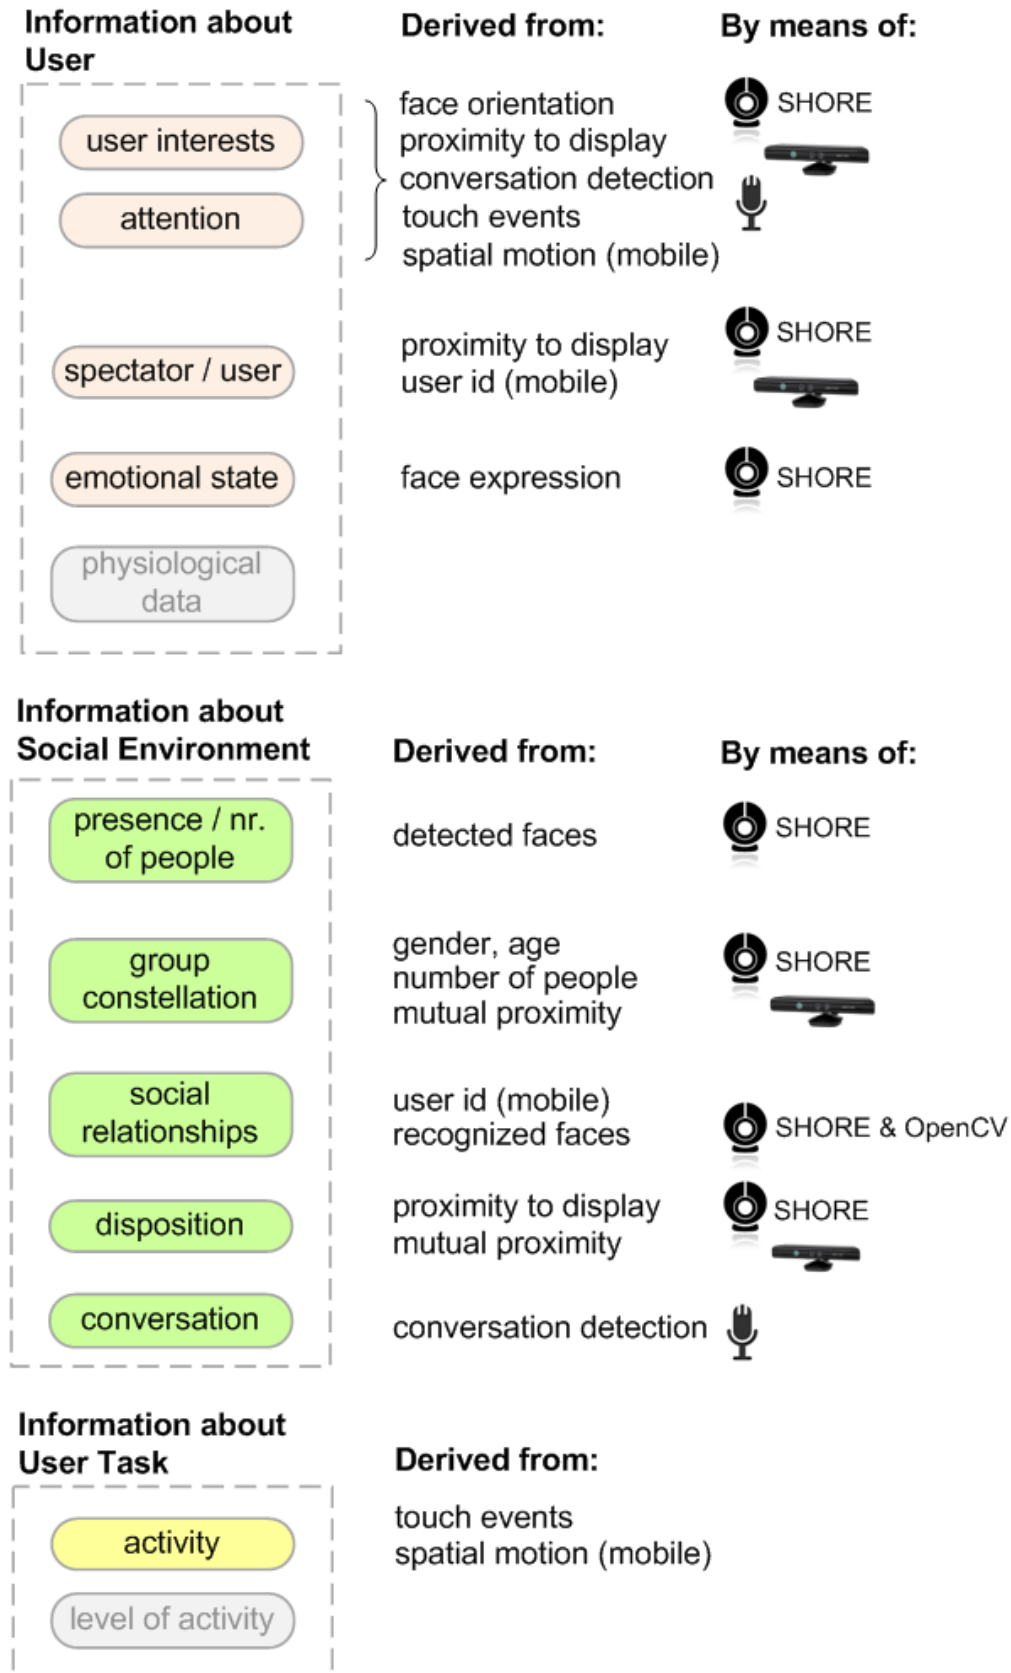 Information about
User
Derived from:
By means of:
user interests
attention
face orientation
proximity to display
conversation detection
touch events
spatial motion (mobile)
SHORE
spectator / user
proximity to display
user id (mobile)
SHORE
emotional state
face expression
SHORE
physiological
data
Information about
Social Environment
Derived from:
By means of:
presence / nr.
of people
detected faces
SHORE
group
constellation
gender, age
number of people
mutual proximity
SHORE
social
relationships
user id (mobile)
recognized faces
SHORE & OpenCV
disposition
proximity to display
mutual proximity
SHORE
conversation
conversation detection
Information about
User Task
Derived from:
activity
touch events
spatial motion (mobile)
level of activity